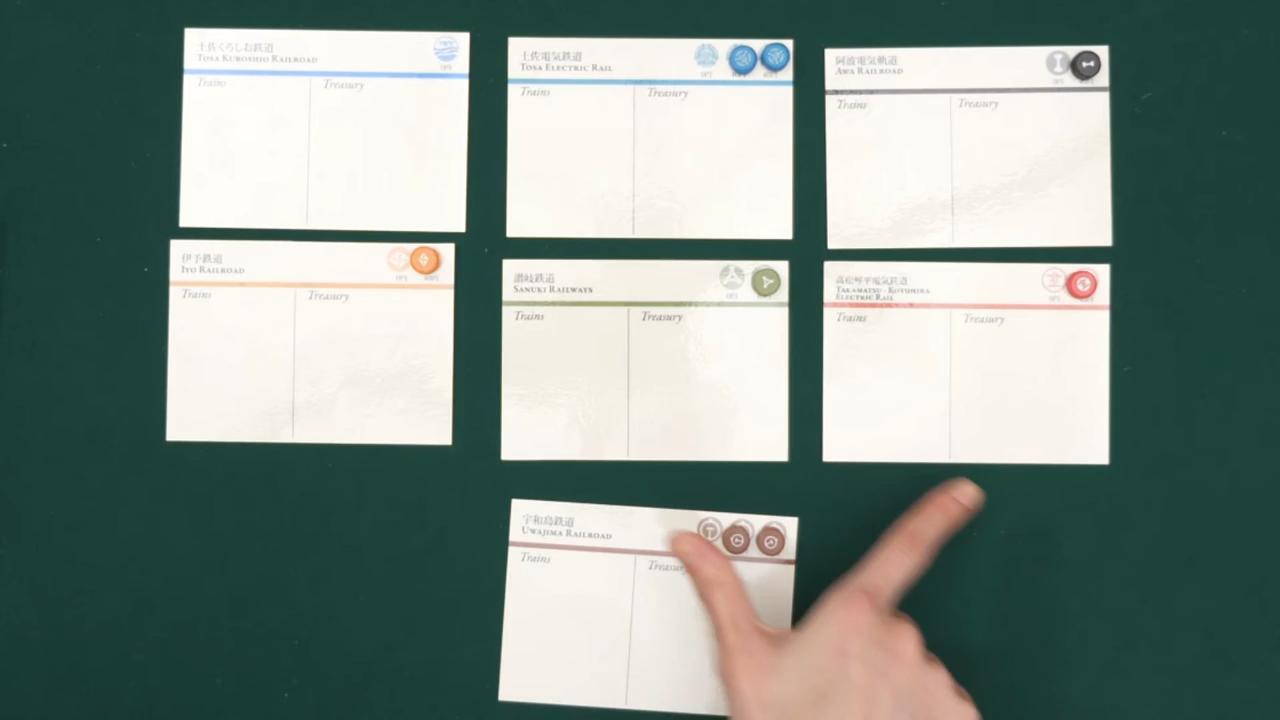 土佐くろしお鉄道
Tosa Kuroshio Railroad
Trains
Treasury
土佐電気鉄道
Tosa Electric Rail
Trains
Treasury
阿波電気軌道
Awa Railroad
Trains
Treasury
伊予鉄道
Iyo Railroad
Trains
Treasury
讃岐鉄道
Sanuki Railways
Trains
Treasury
高松琴平電気鉄道
Takamatsu - Kotohira
Electric Rail
Trains
Treasury
宇和島鉄道
Uwajima Railroad
Trains
Treasury